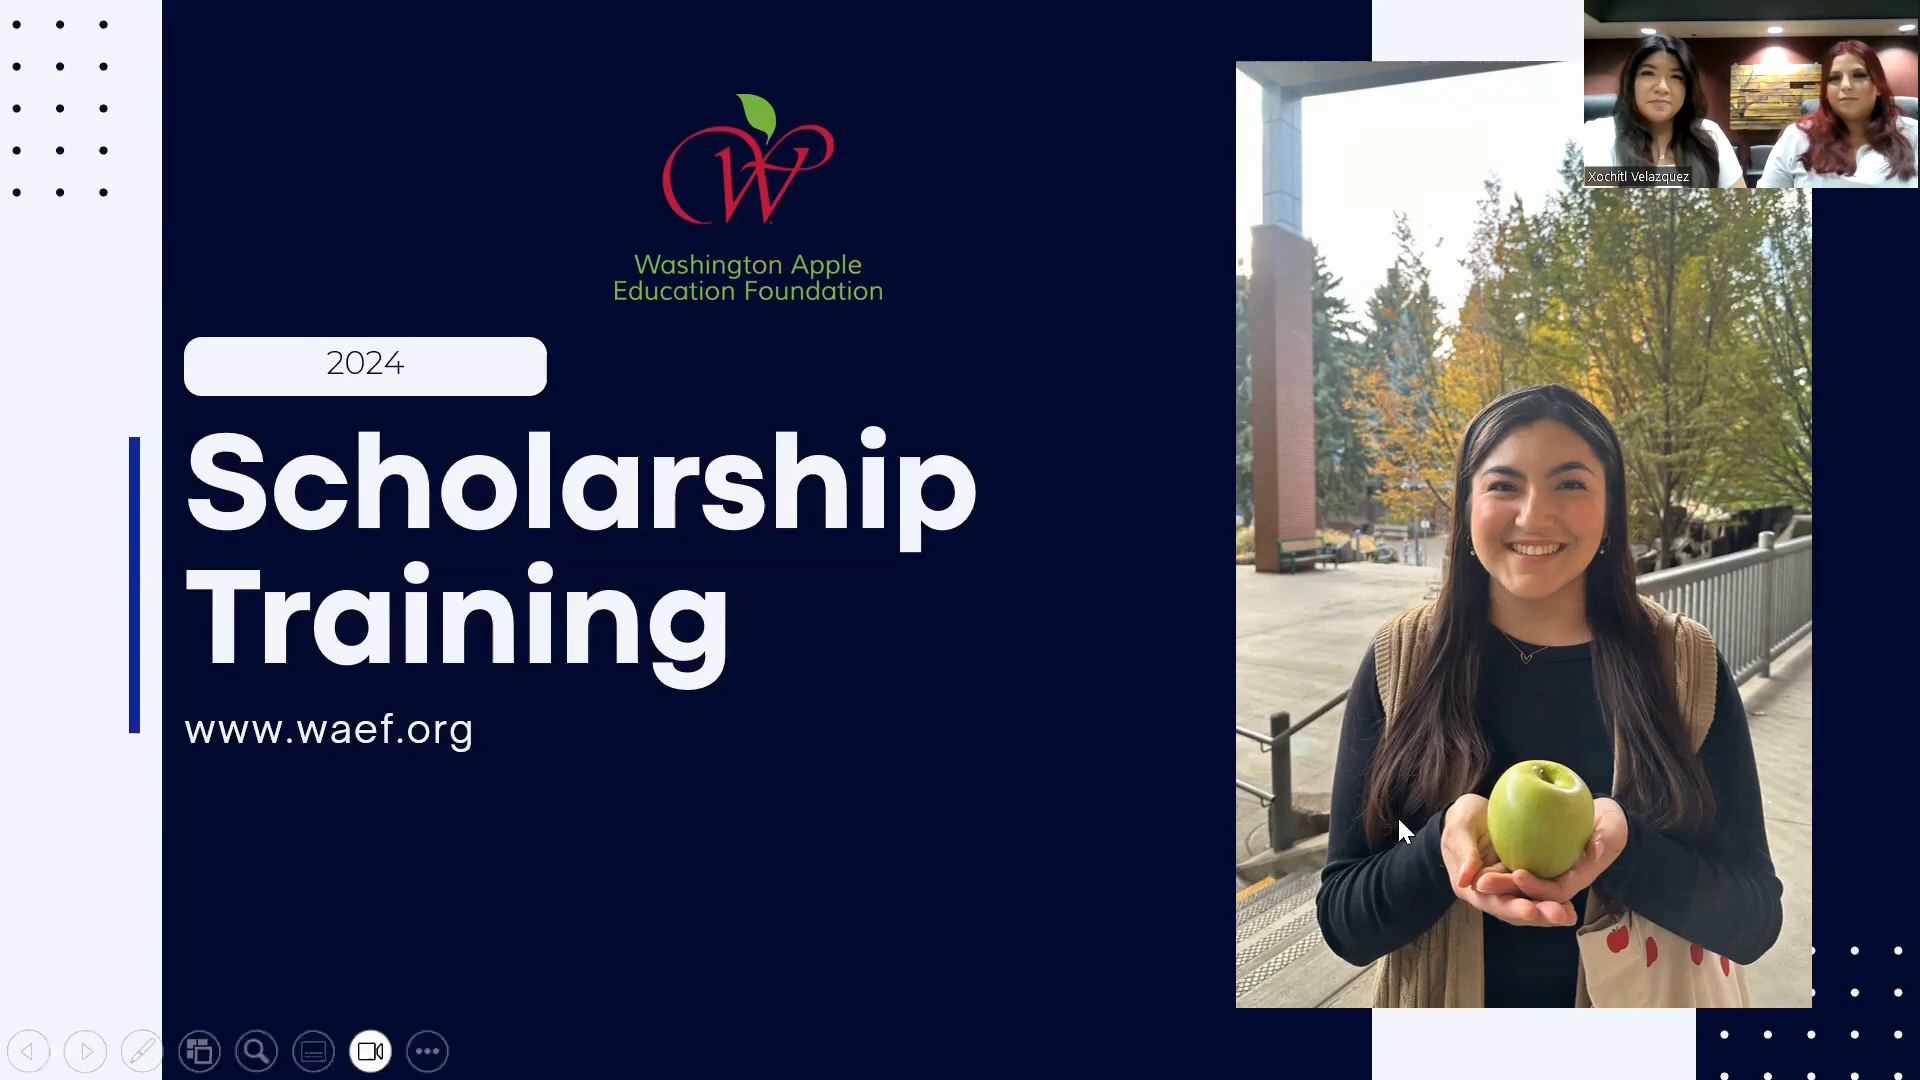 W
Washington Apple
Education Foundation
2024
Scholarship
Training
www.waef.org
Xochitl Velazquez